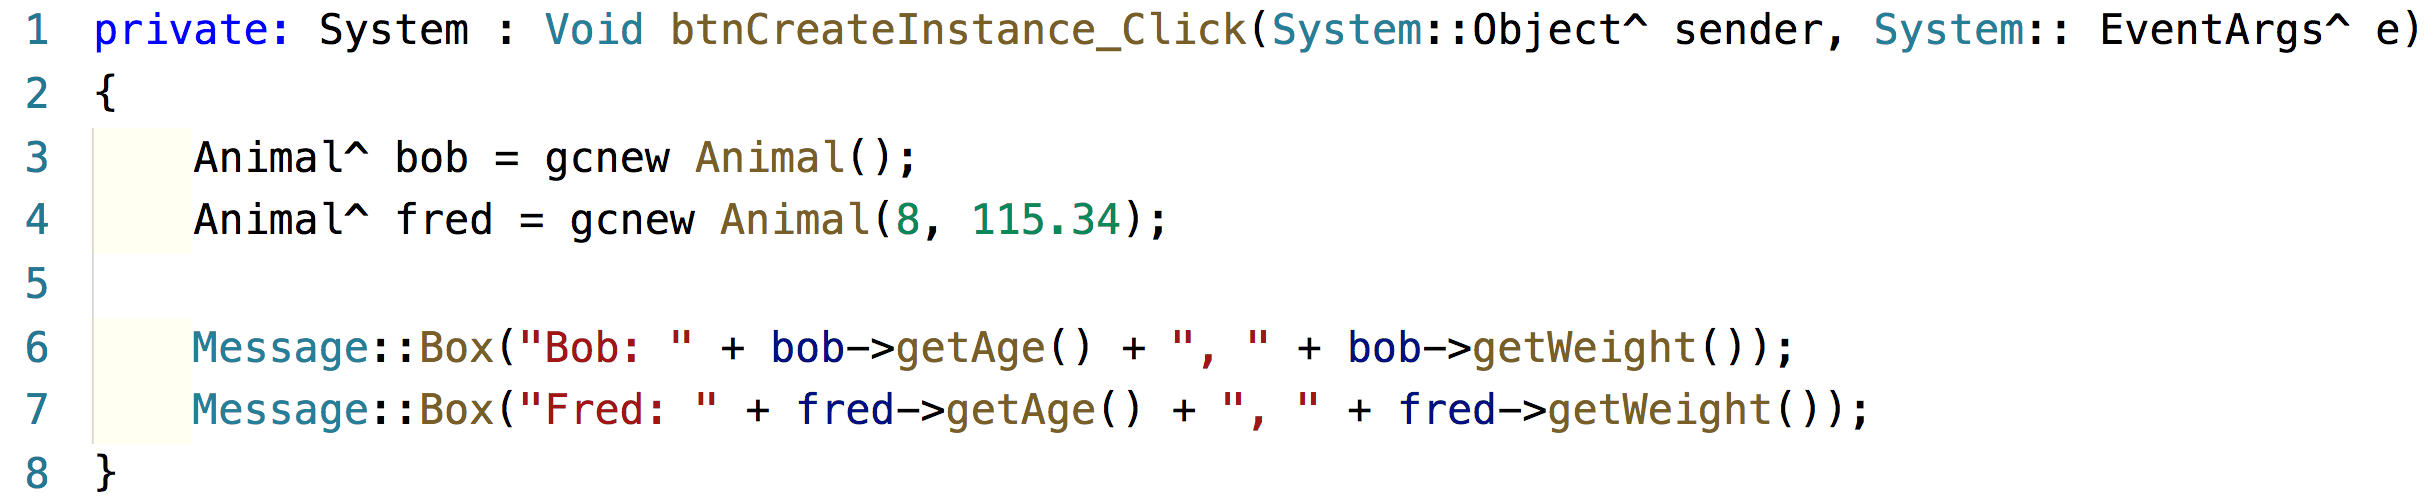 1 private: System : Void btnCreateInstance_Click(System::Object^ sender, System:: EventArgs^ e)
2 {
3     Animal^ bob = gcnew Animal();
4     Animal^ fred = gcnew Animal(8, 115.34);
5
6     Message::Box("Bob: " + bob->getAge() + ", " + bob->getWeight());
7     Message::Box("Fred: " + fred->getAge() + ", " + fred->getWeight());
8 }